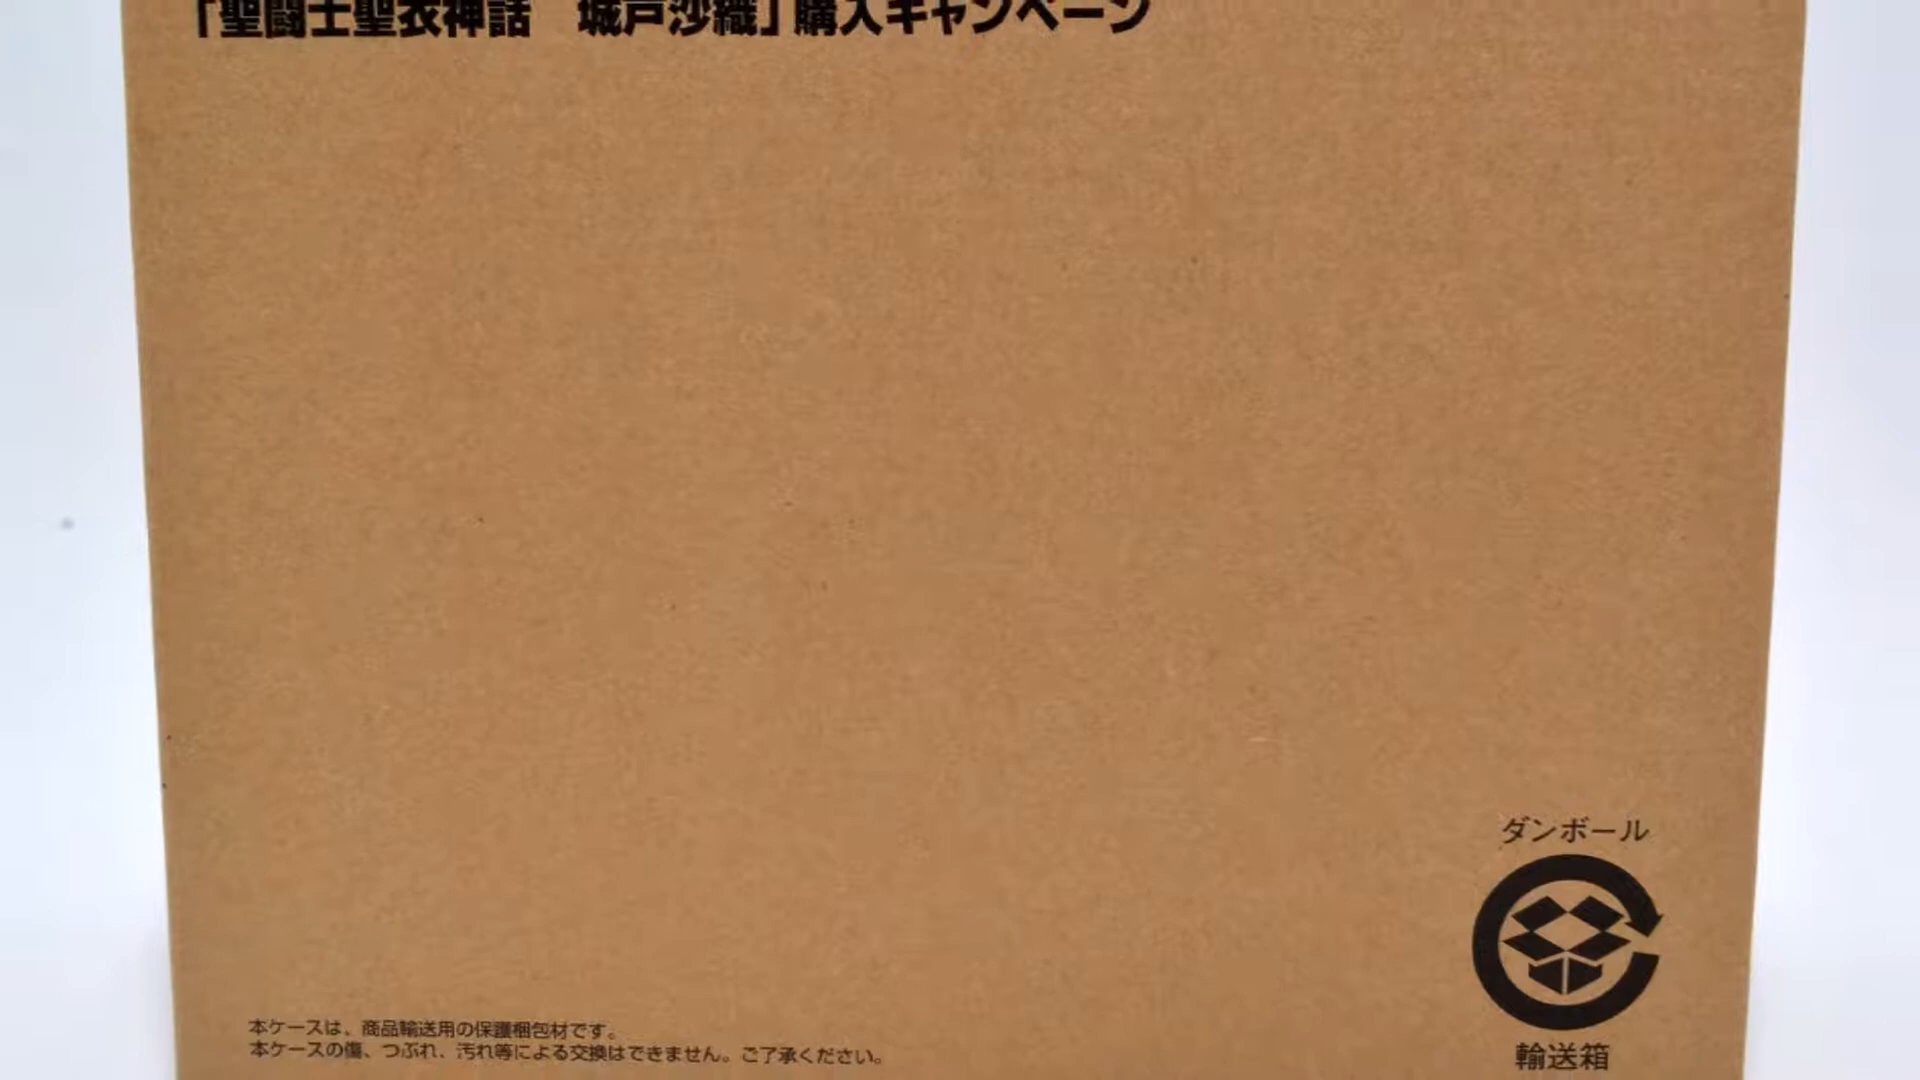 「聖闘士聖衣神話　城戸沙織」購入キャンペーン
ダンボール
輸送箱
本ケースは、商品輸送用の保護梱包材です。
本ケースの傷、つぶれ、汚れ等による交換はできません。ご了承ください。